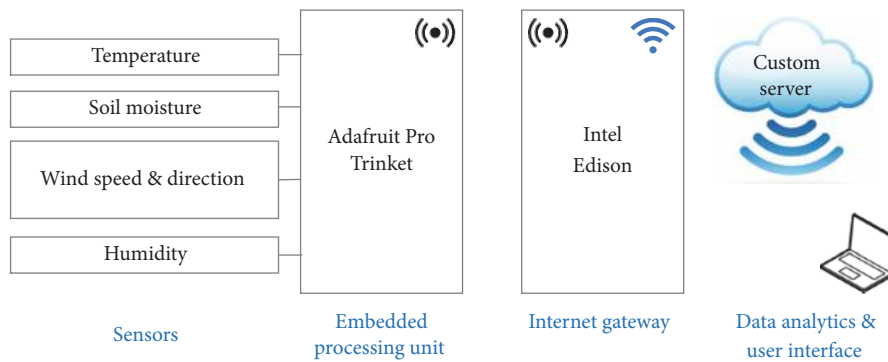 Temperature
Soil moisture
Wind speed & direction
Humidity
Adafruit Pro
Trinket
Intel
Edison
Custom
server
Sensors
Embedded
processing unit
Internet gateway
Data analytics &
user interface